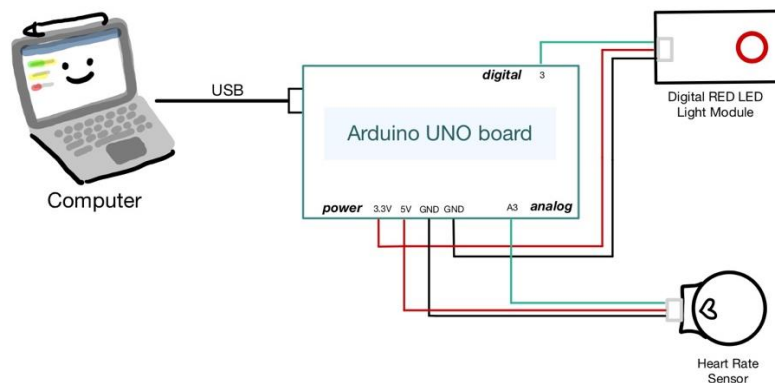 digital
3
USB
Arduino UNO board
Digital RED LED
Light Module
Computer
power 3.3V 5V GND GND A3 analog
Heart Rate
Sensor